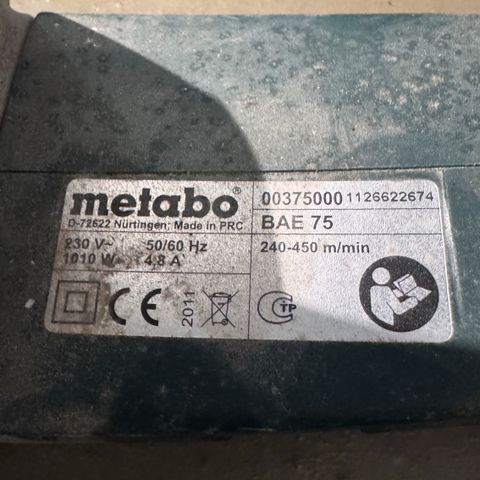 metabo®
D-72622 Nürtingen, Made in PRC
230 V~ 50/60 Hz
1010 W 4,8 A
CE
2011
00375000 1126622674
BAE 75
240-450 m/min
C TP